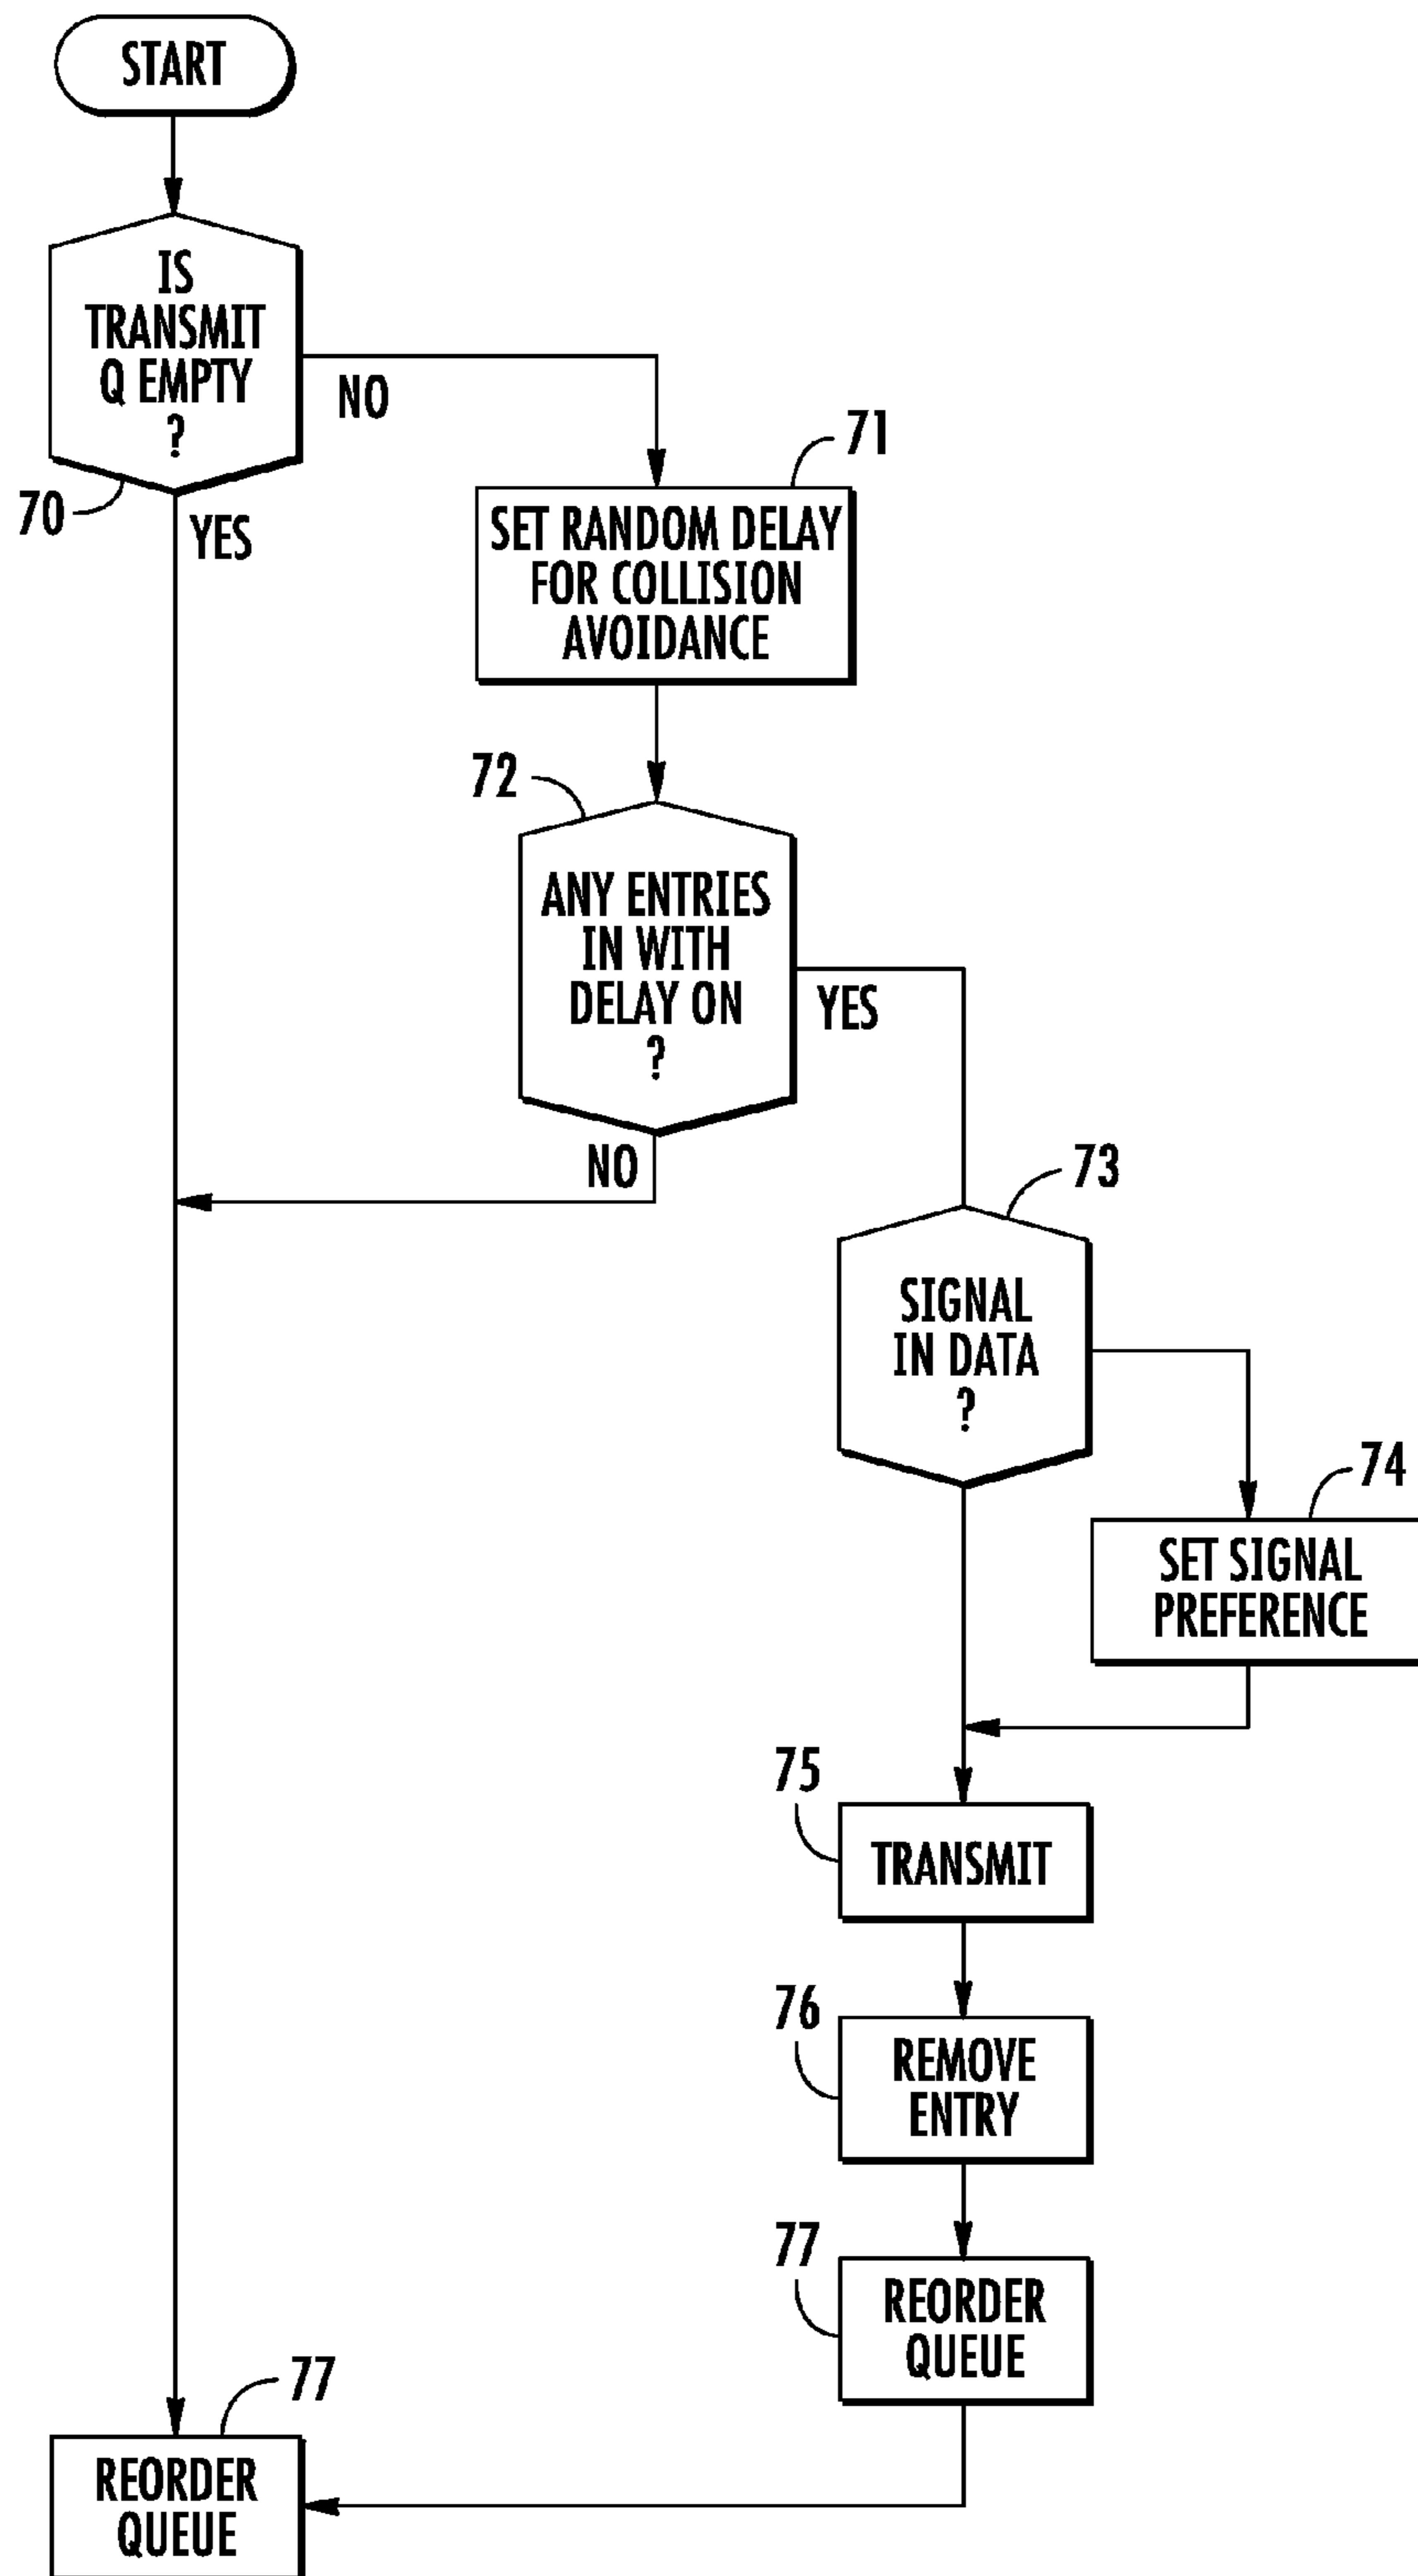 START
IS
TRANSMIT
Q EMPTY
?
NO
70
YES
71
SET RANDOM DELAY
FOR COLLISION
AVOIDANCE
72
ANY ENTRIES
IN WITH
DELAY ON
?
YES
NO
73
SIGNAL
IN DATA
?
74
SET SIGNAL
PREFERENCE
75
TRANSMIT
76
REMOVE
ENTRY
77
REORDER
QUEUE
77
REORDER
QUEUE